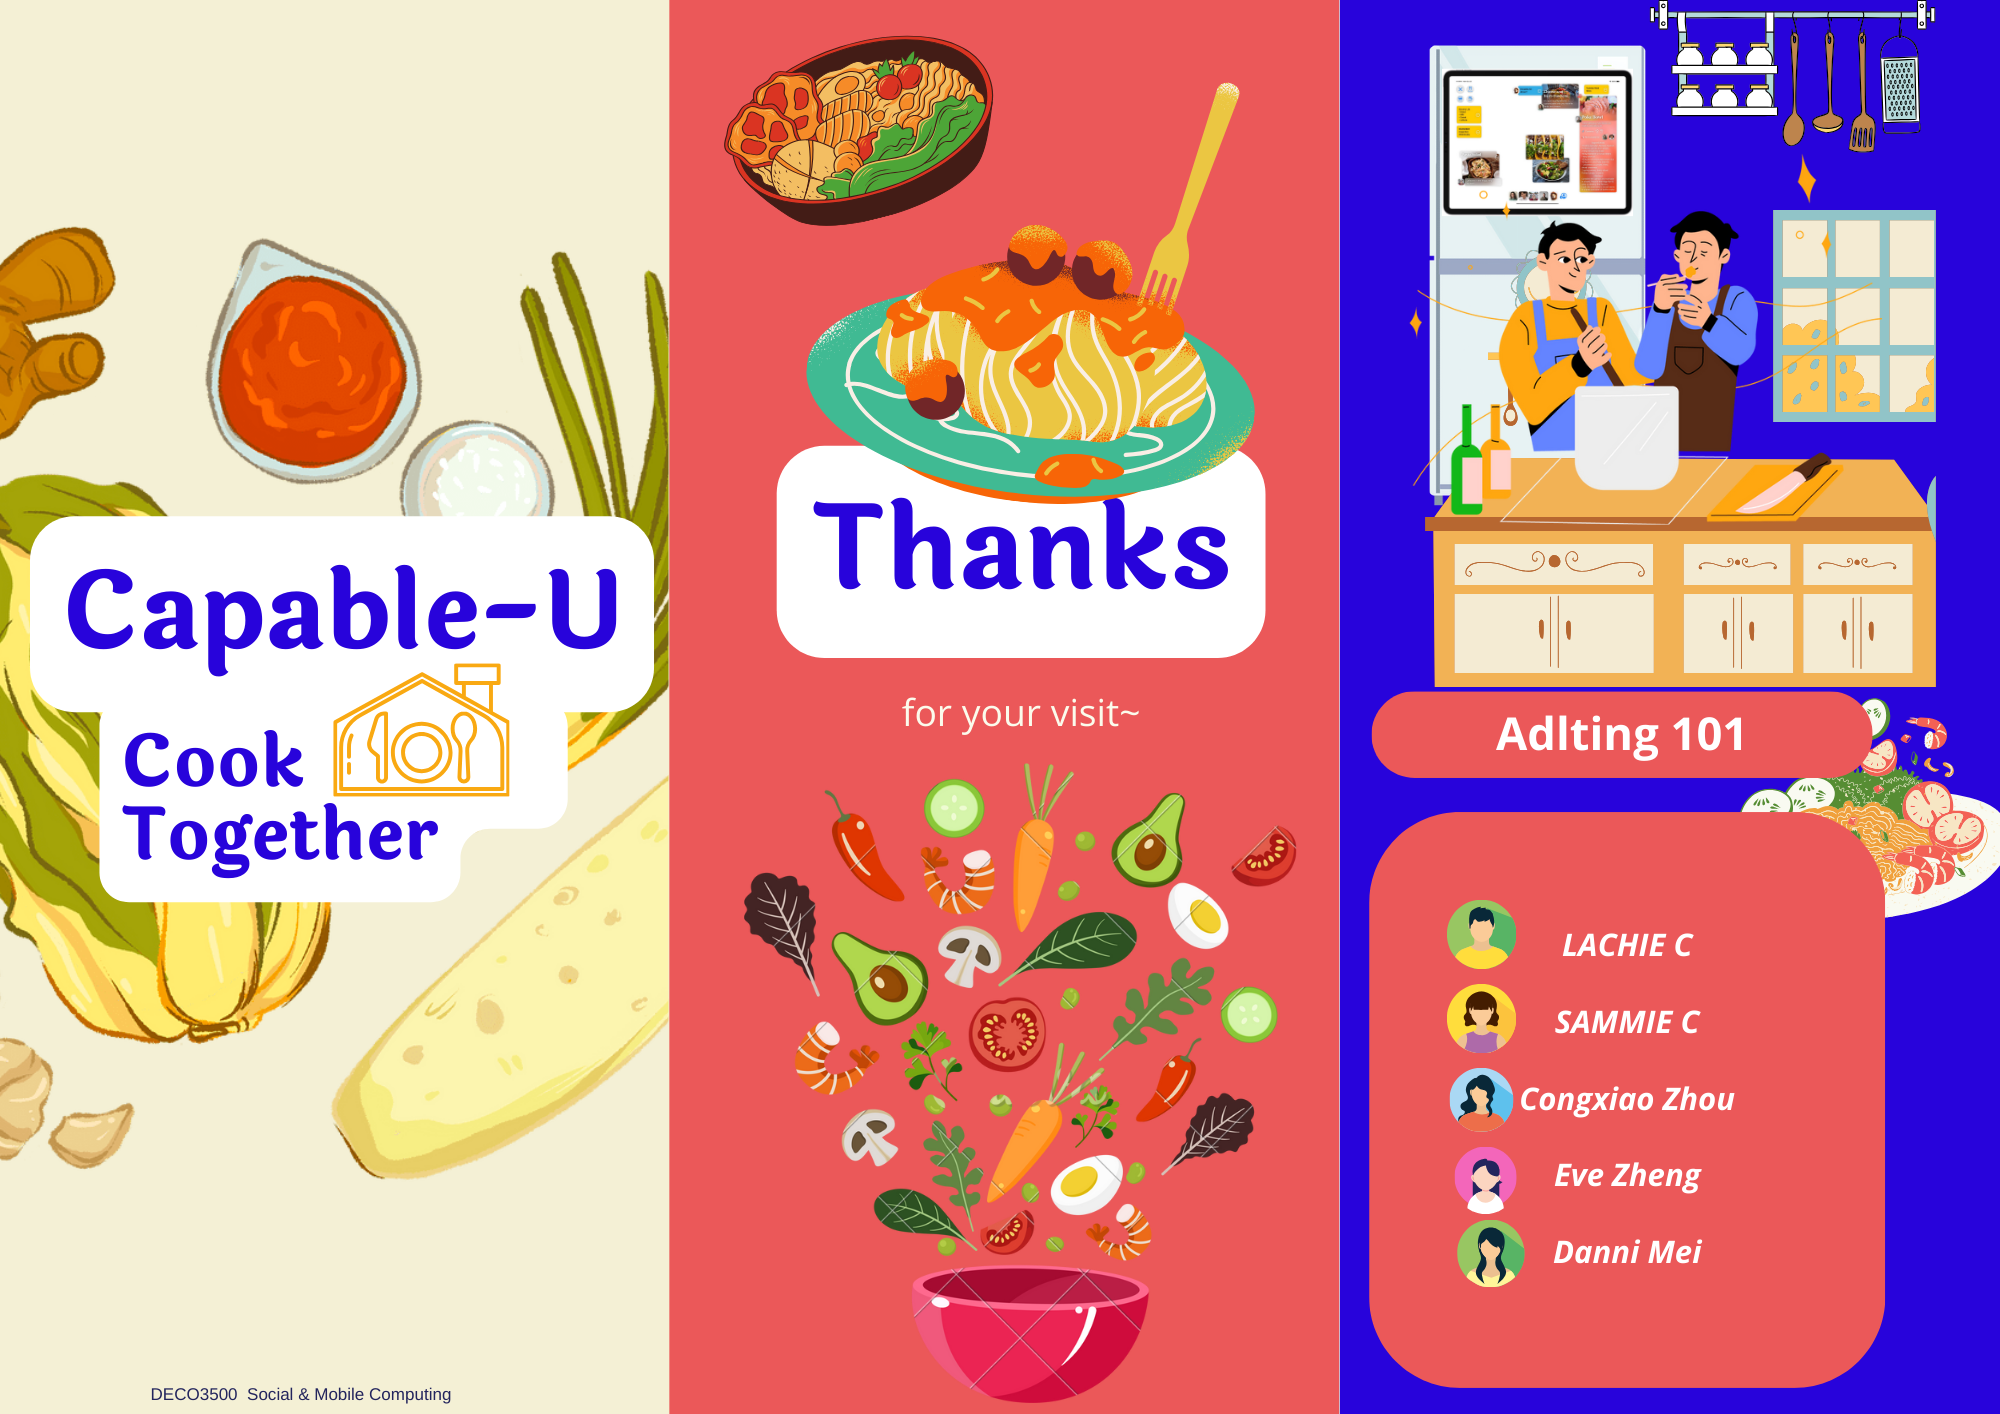 Capable-U
Cook
101
Together
DECO3500  Social & Mobile Computing
Thanks
for your visit~
Adlting 101
LACHIE C
SAMMIE C
Congxiao Zhou
Eve Zheng
Danni Mei